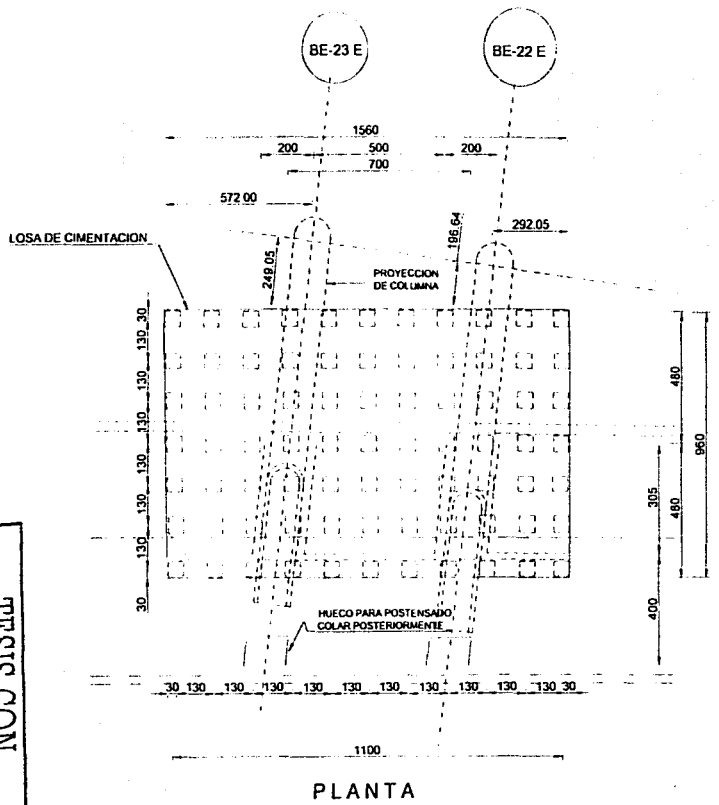 BE-23 E
BE-22 E
1560
200
500
200
700
572 00
292.05
LOSA DE CIMENTACION
249.05
196.64
PROYECCION
DE COLUMNA
30
130
130
130
130
130
130
30
480
480
960
305
400
HUECO PARA POSTENSADO
COLAR POSTERIORMENTE
30 130 130 130 130 130 130 130 130 130 130 30
1100
PLANTA
TESIS CON